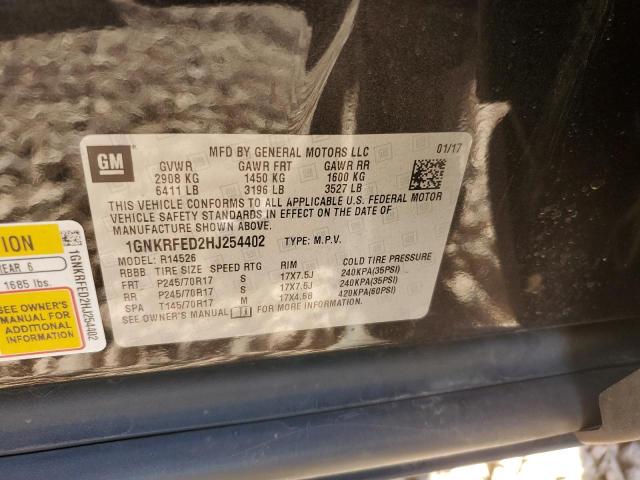 GM
MFD BY GENERAL MOTORS LLC 01/17
GVWR GAWR FRT GAWR RR
2908 KG 1450 KG 1600 KG
6411 LB 3196 LB 3527 LB
THIS VEHICLE CONFORMS TO ALL APPLICABLE U.S. FEDERAL MOTOR
VEHICLE SAFETY STANDARDS IN EFFECT ON THE DATE OF
MANUFACTURE SHOWN ABOVE.
1GNKRFED2HJ254402 TYPE: M.P.V.
MODEL: R14526
RBBB TIRE SIZE SPEED RTG RIM COLD TIRE PRESSURE
FRT P245/70R17 S 17X7.5J 240KPA(35PSI)
RR P245/70R17 S 17X7.5J 240KPA(35PSI)
SPA T145/70R17 M 17X4.5B 420KPA(60PSI)
SEE OWNER'S MANUAL FOR MORE INFORMATION.
ION
EAR 6
1685 lbs.
SEE OWNER'S
MANUAL FOR
ADDITIONAL
INFORMATION
1GNKRFED2HJ254402